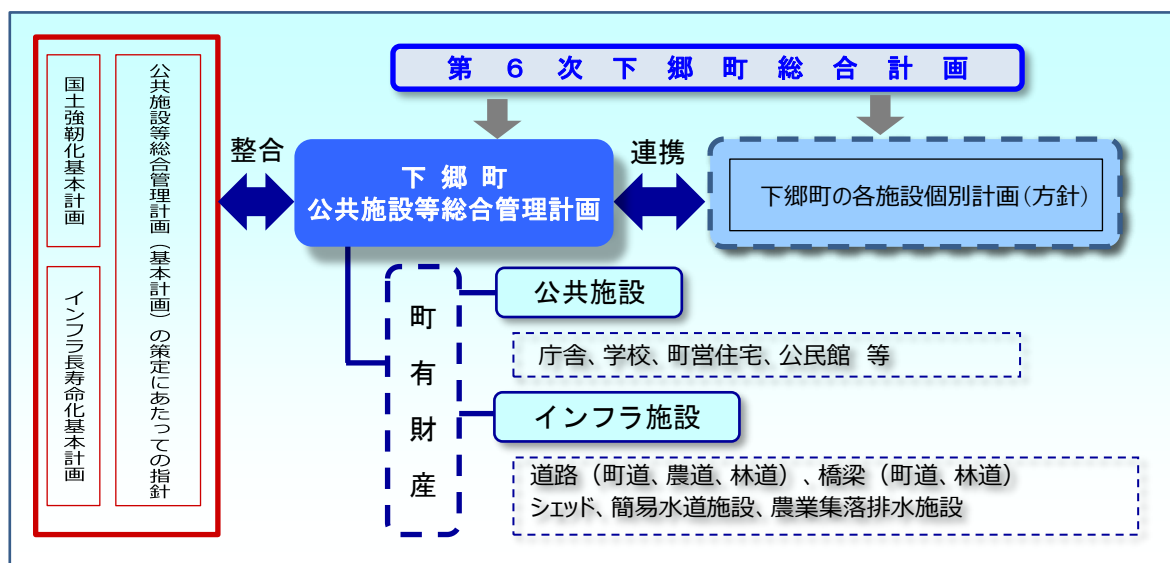 第６次下郷町総合計画
国土強靭化基本計画
インフラ長寿命化基本計画
公共施設等総合管理計画（基本計画）の策定にあたっての指針
整合
下郷町
公共施設等総合管理計画
連携
下郷町の各施設個別計画（方針）
町有財産
公共施設
庁舎、学校、町営住宅、公民館 等
インフラ施設
道路（町道、農道、林道）、橋梁（町道、林道）
シェッド、簡易水道施設、農業集落排水施設